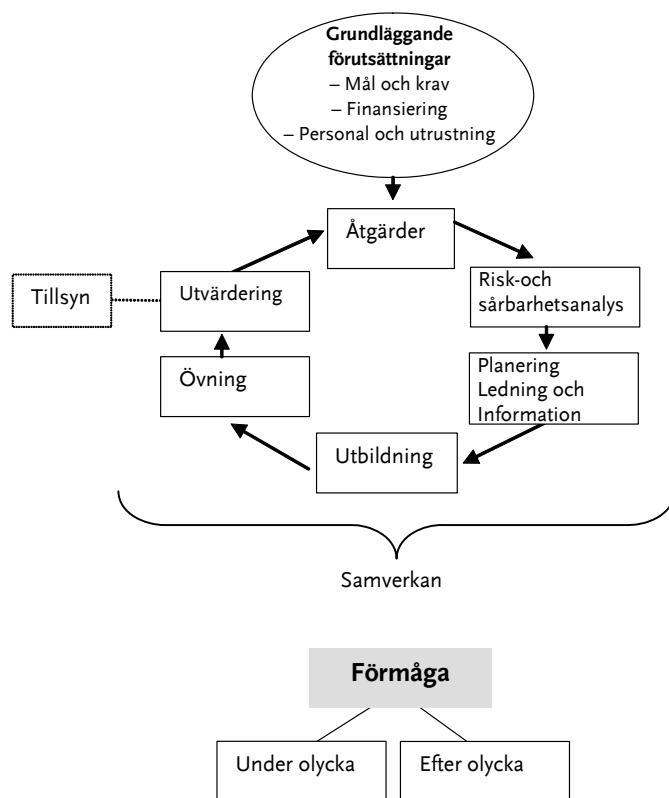 Grundläggande
förutsättningar
– Mål och krav
– Finansiering
– Personal och utrustning
Åtgärder
Risk-och
sårbarhetsanalys
Planering
Ledning och
Information
Utbildning
Övning
Utvärdering
Tillsyn
Samverkan
Förmåga
Under olycka
Efter olycka